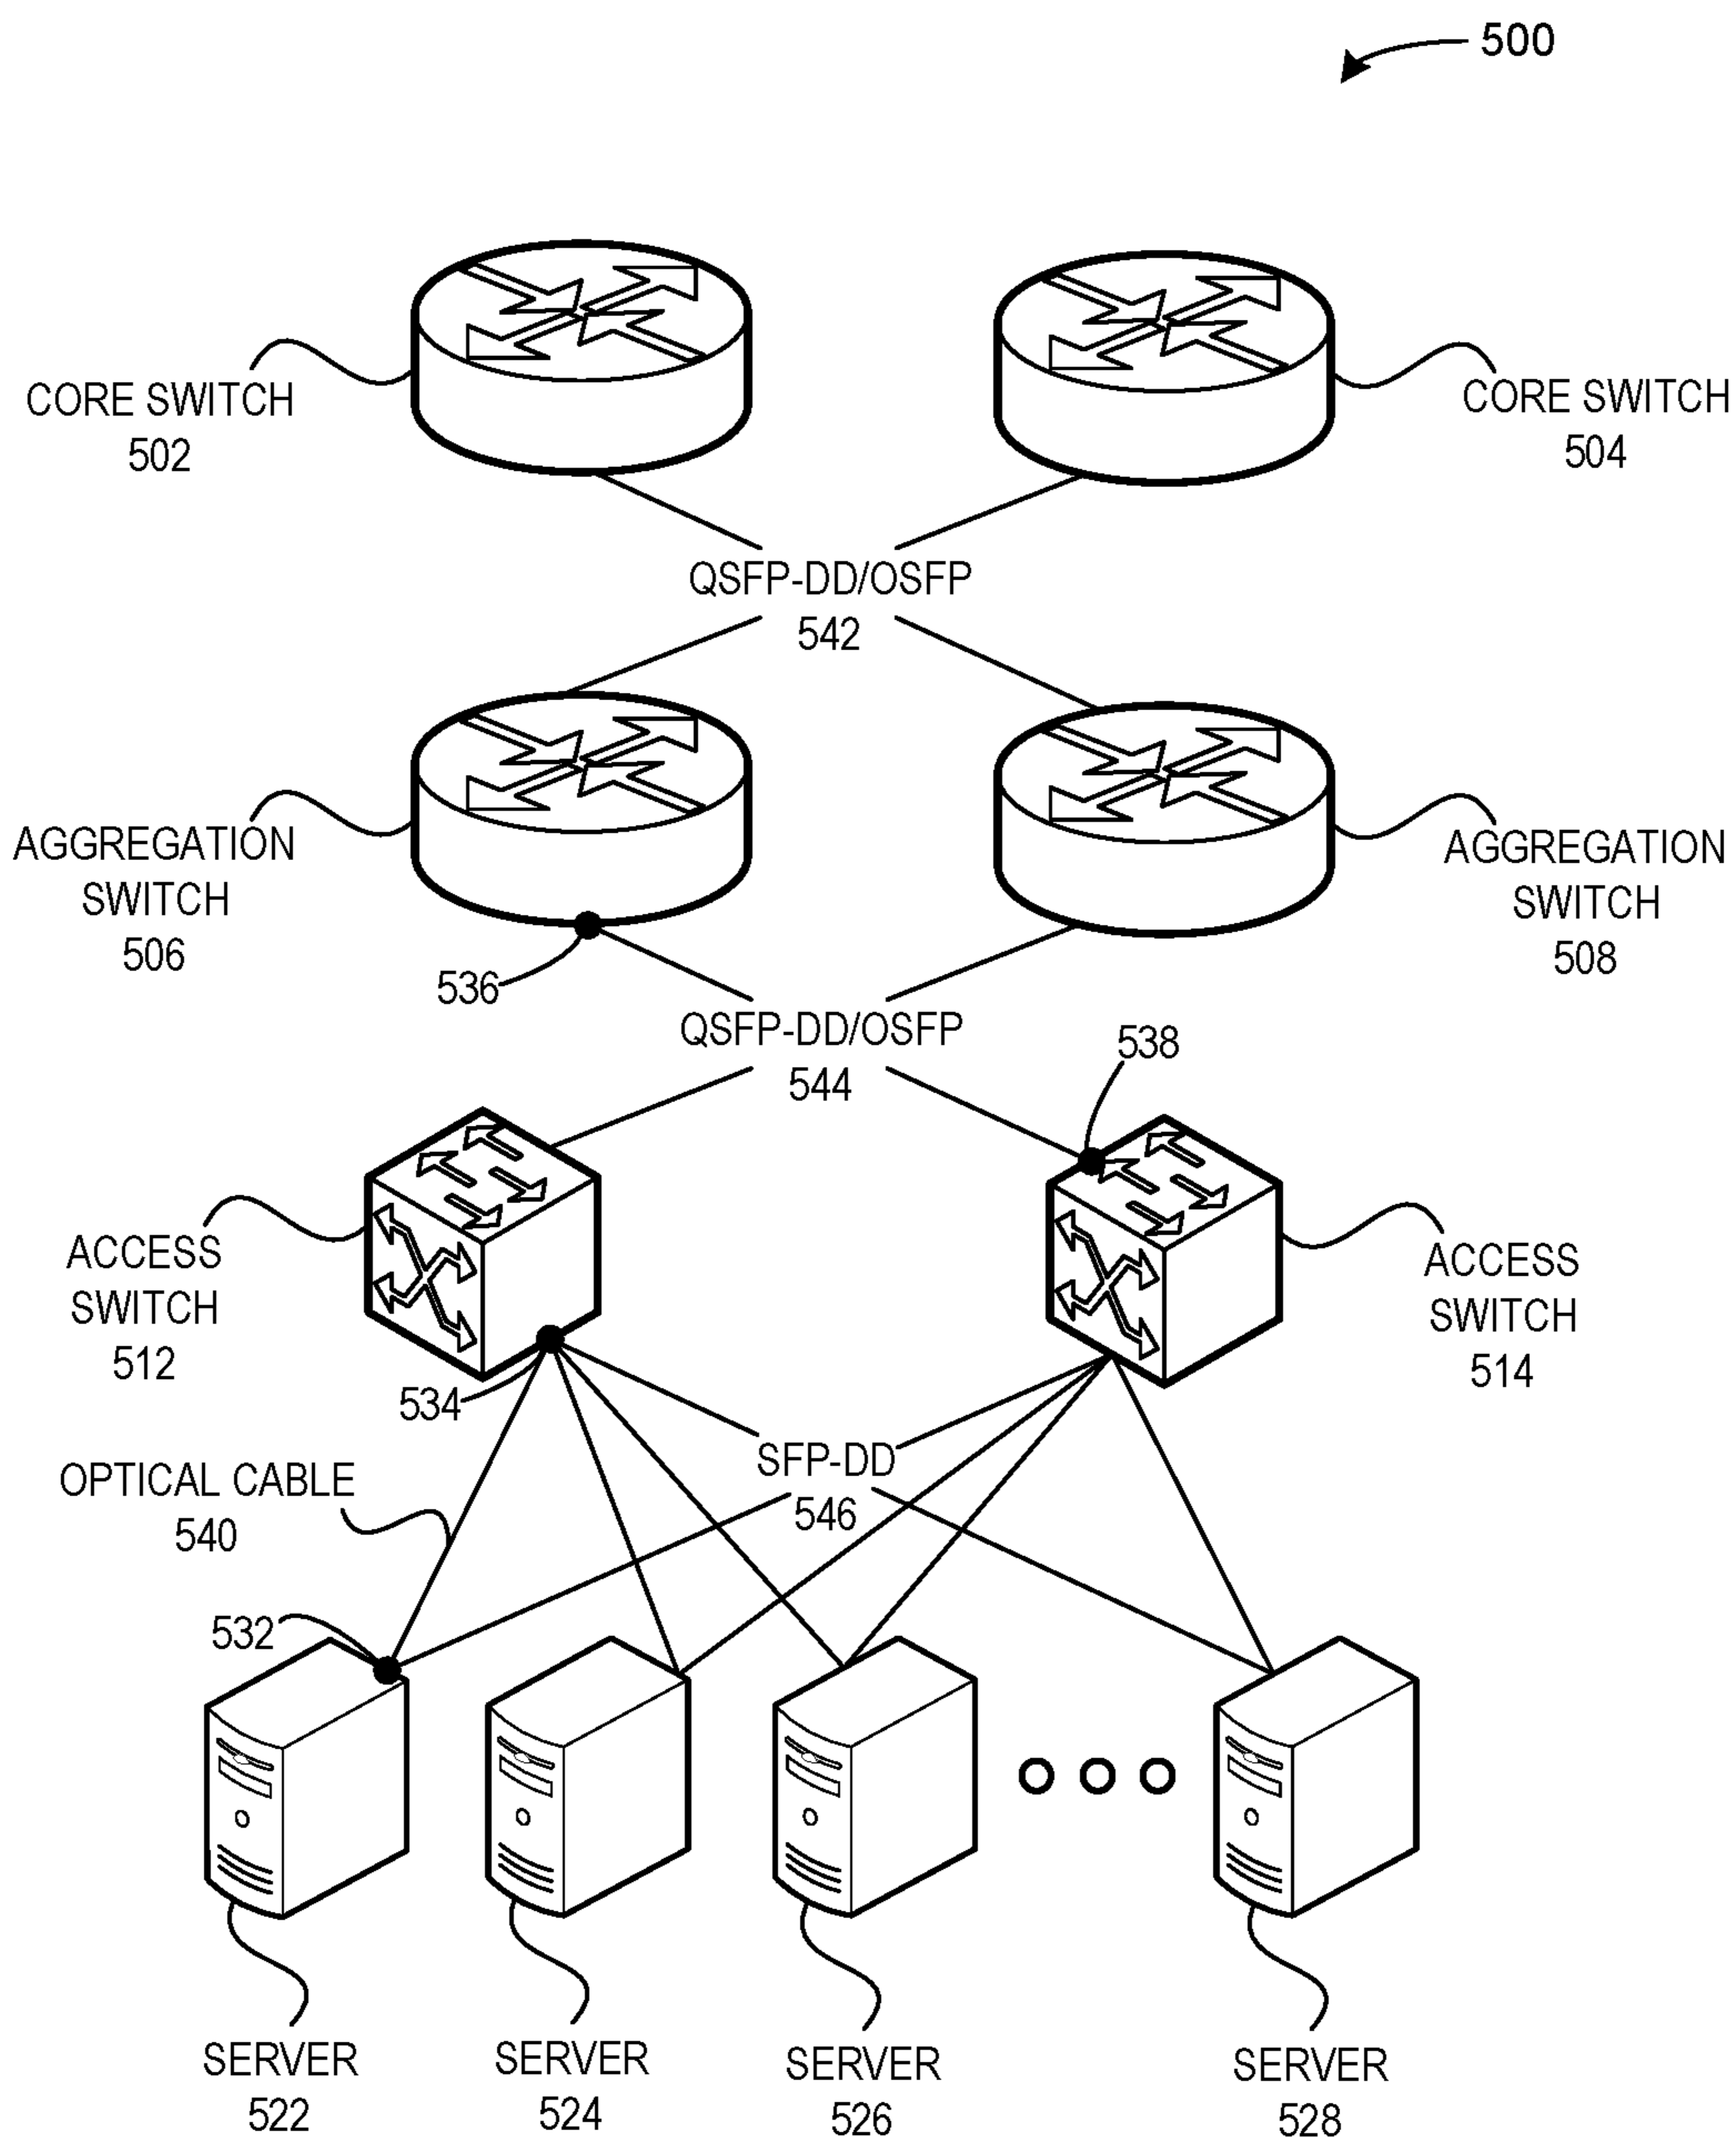 500
CORE SWITCH
502
CORE SWITCH
504
QSFP-DD/OSFP
542
AGGREGATION
SWITCH
506
AGGREGATION
SWITCH
508
536
QSFP-DD/OSFP
544
538
ACCESS
SWITCH
512
ACCESS
SWITCH
514
534
SFP-DD
546
OPTICAL CABLE
540
532
SERVER
522
SERVER
524
SERVER
526
SERVER
528